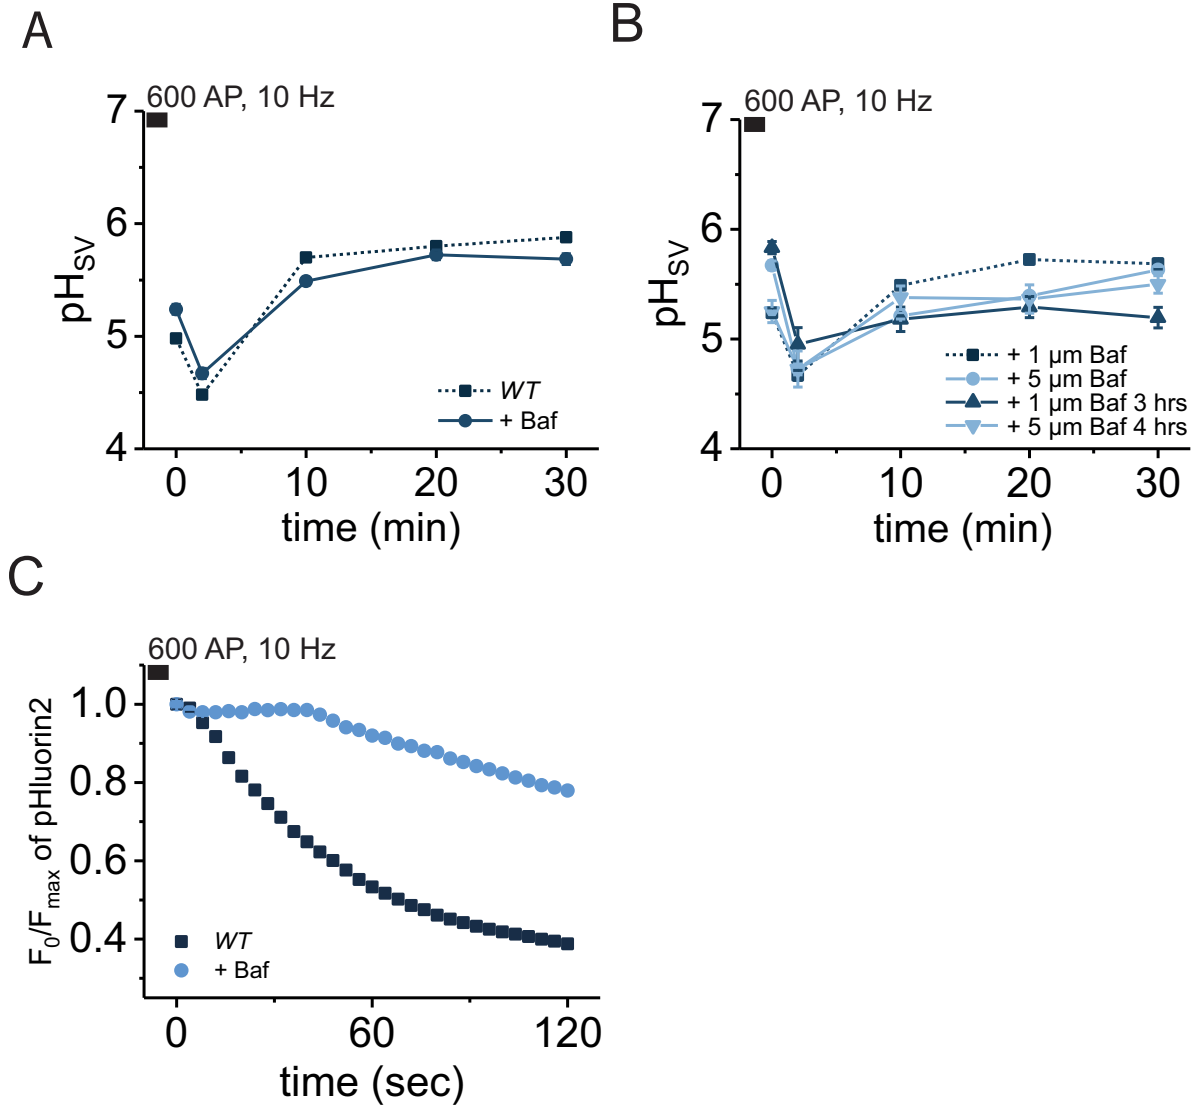 A
600 AP, 10 Hz
7
6
5
4
pHSV
WT
+ Baf
0 10 20 30
time (min)
B
600 AP, 10 Hz
7
6
5
4
pHSV
+ 1 µm Baf
+ 5 µm Baf
+ 1 µm Baf 3 hrs
+ 5 µm Baf 4 hrs
0 10 20 30
time (min)
C
600 AP, 10 Hz
1.0
0.8
0.6
0.4
F0/Fmax of pHluorin2
WT
+ Baf
0 60 120
time (sec)